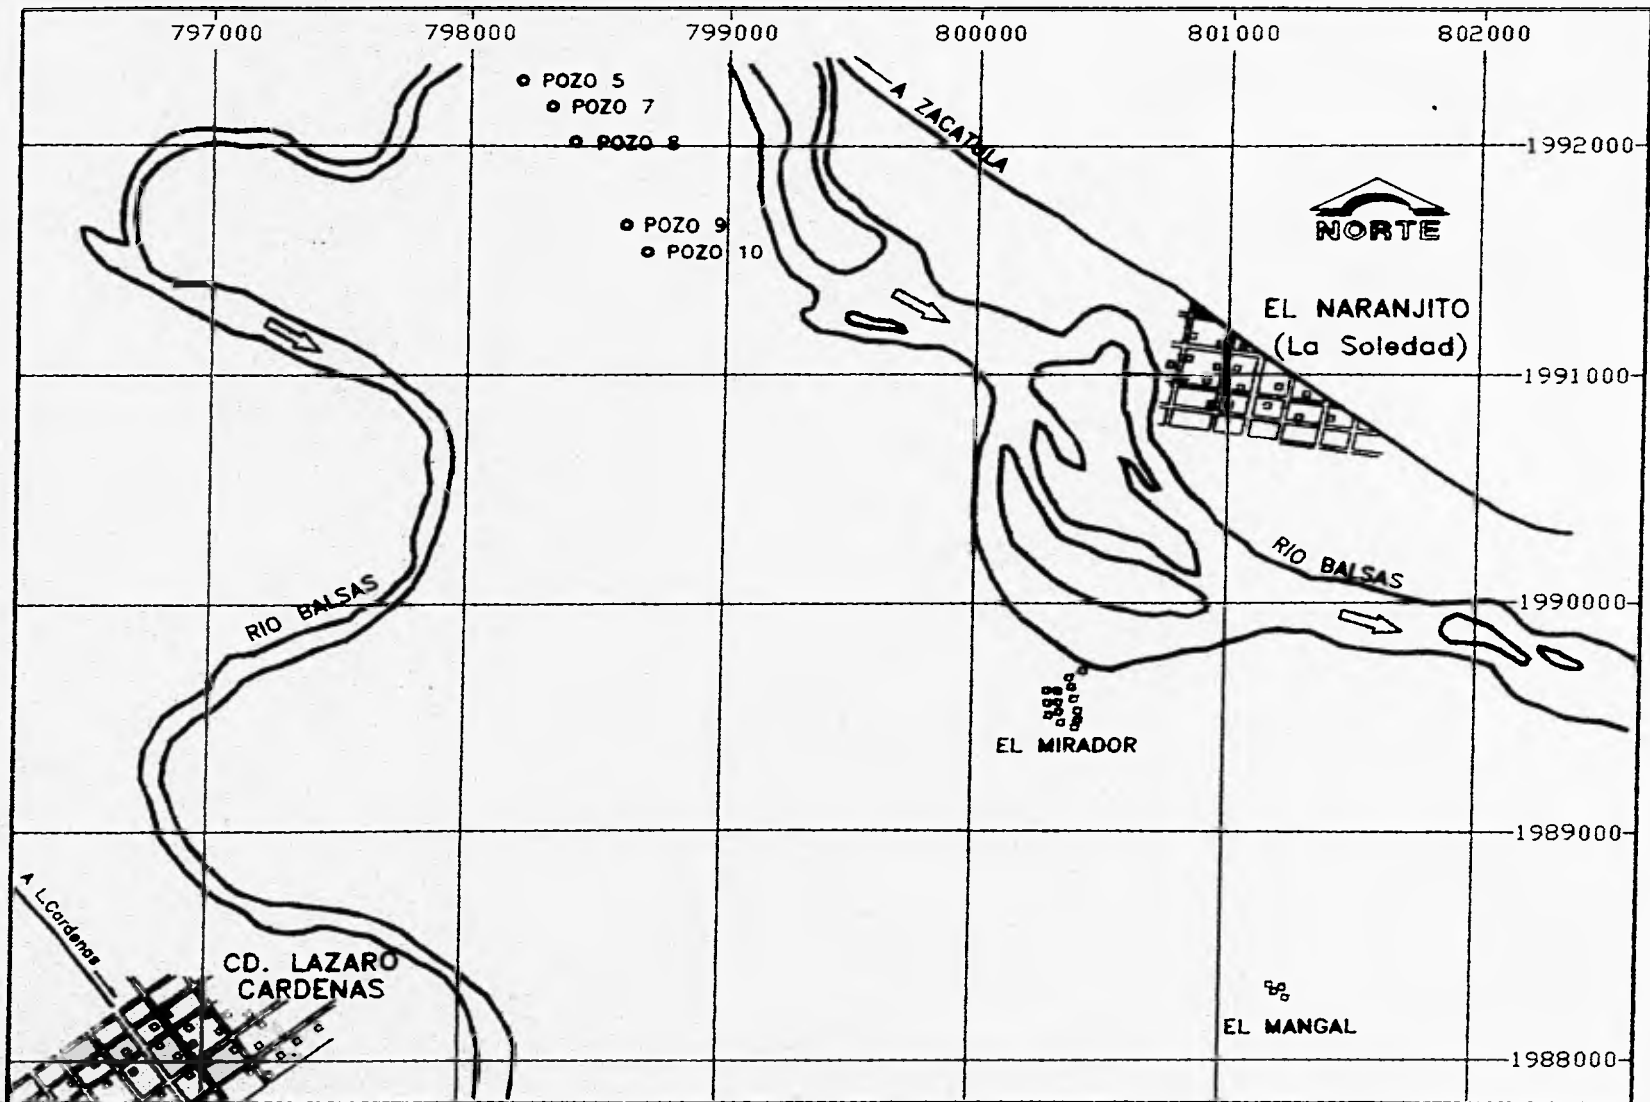 797000 798000 799000 800000 801000 802000
POZO 5
POZO 7
POZO 8
A ZACATULA
1992000
POZO 9
POZO 10
NORTE
EL NARANJITO
(La Soledad)
1991000
RIO BALSAS
RIO BALSAS
1990000
EL MIRADOR
1989000
A L.Cardenas
CD. LAZARO
CARDENAS
EL MANGAL
1988000